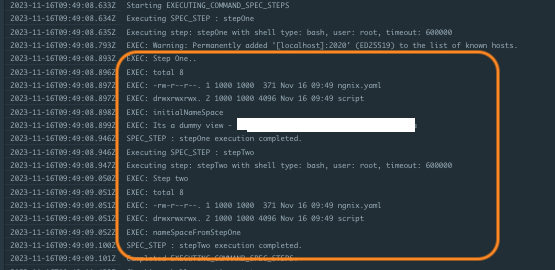 2023-11-16T09:49:08.633Z Starting EXECUTING_COMMAND_SPEC_STEPS
2023-11-16T09:49:08.634Z Executing SPEC_STEP : stepOne
2023-11-16T09:49:08.635Z Executing step: stepOne with shell type: bash, user: root, timeout: 600000
2023-11-16T09:49:08.793Z EXEC: Warning: Permanently added '[localhost]:2020' (ED25519) to the list of known hosts.
2023-11-16T09:49:08.893Z EXEC: Step One..
2023-11-16T09:49:08.896Z EXEC: total 8
2023-11-16T09:49:08.897Z EXEC: -rw-r--r--. 1 1000 1000 371 Nov 16 09:49 ngnix.yaml
2023-11-16T09:49:08.897Z EXEC: drwxrwxrwx. 2 1000 1000 4096 Nov 16 09:49 script
2023-11-16T09:49:08.898Z EXEC: initialNameSpace
2023-11-16T09:49:08.899Z EXEC: Its a dummy view -
2023-11-16T09:49:08.946Z SPEC_STEP : stepOne execution completed.
2023-11-16T09:49:08.946Z Executing SPEC_STEP : stepTwo
2023-11-16T09:49:08.947Z Executing step: stepTwo with shell type: bash, user: root, timeout: 600000
2023-11-16T09:49:09.050Z EXEC: Step two
2023-11-16T09:49:09.051Z EXEC: total 8
2023-11-16T09:49:09.051Z EXEC: -rw-r--r--. 1 1000 1000 371 Nov 16 09:49 ngnix.yaml
2023-11-16T09:49:09.051Z EXEC: drwxrwxrwx. 2 1000 1000 4096 Nov 16 09:49 script
2023-11-16T09:49:09.052Z EXEC: nameSpaceFromStepOne
2023-11-16T09:49:09.100Z SPEC_STEP : stepTwo execution completed.
2023-11-16T09:49:09.101Z Completed EXECUTING_COMMAND_SPEC_STEPS.